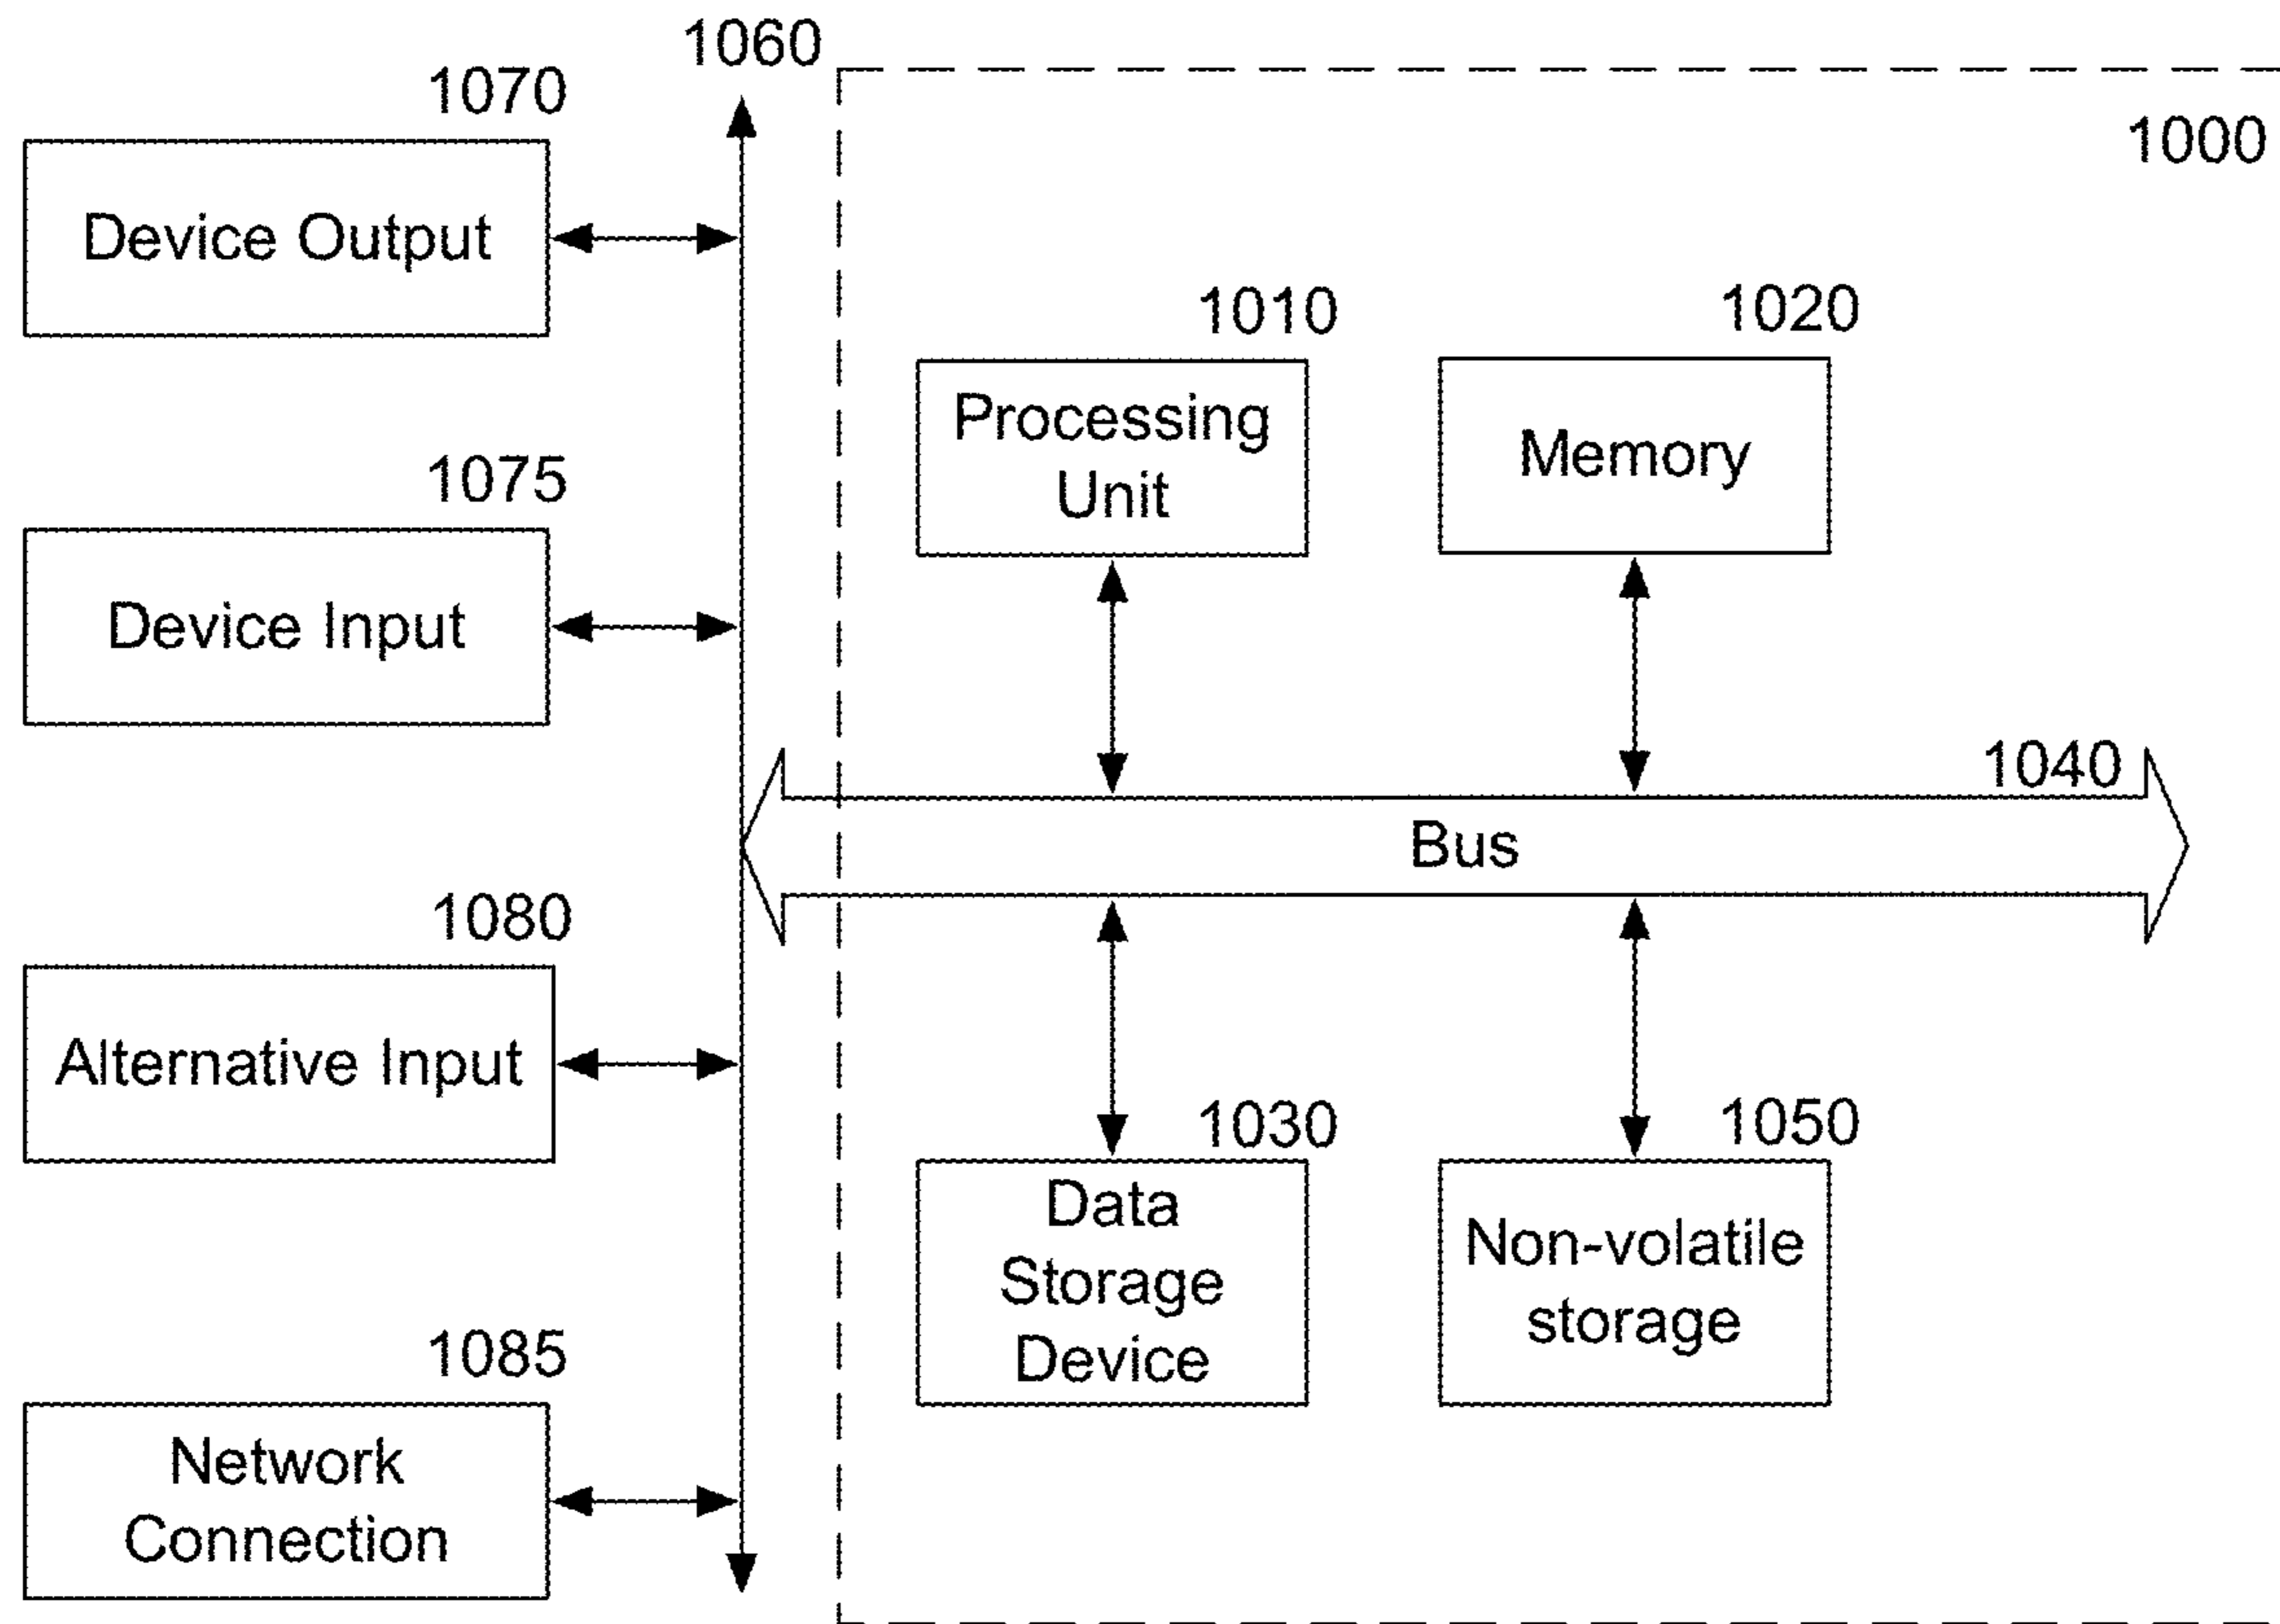 1060
1070
1000
Device Output
1010
1020
Processing
Unit
Memory
1075
Device Input
1040
Bus
1080
Alternative Input
1030
1050
Data
Storage
Device
Non-volatile
storage
1085
Network
Connection